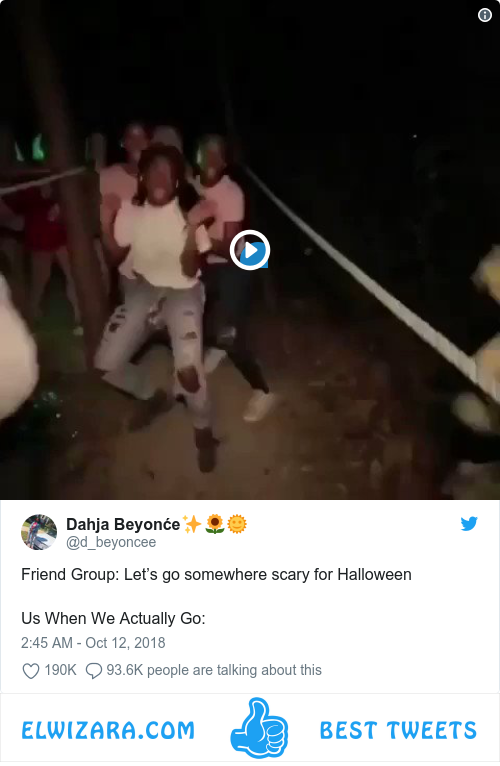 Dahja Beyonće✨🌻🌞
@d_beyoncee
Friend Group: Let’s go somewhere scary for Halloween
Us When We Actually Go:
2:45 AM - Oct 12, 2018
190K 93.6K people are talking about this
ELWIZARA.COM BEST TWEETS